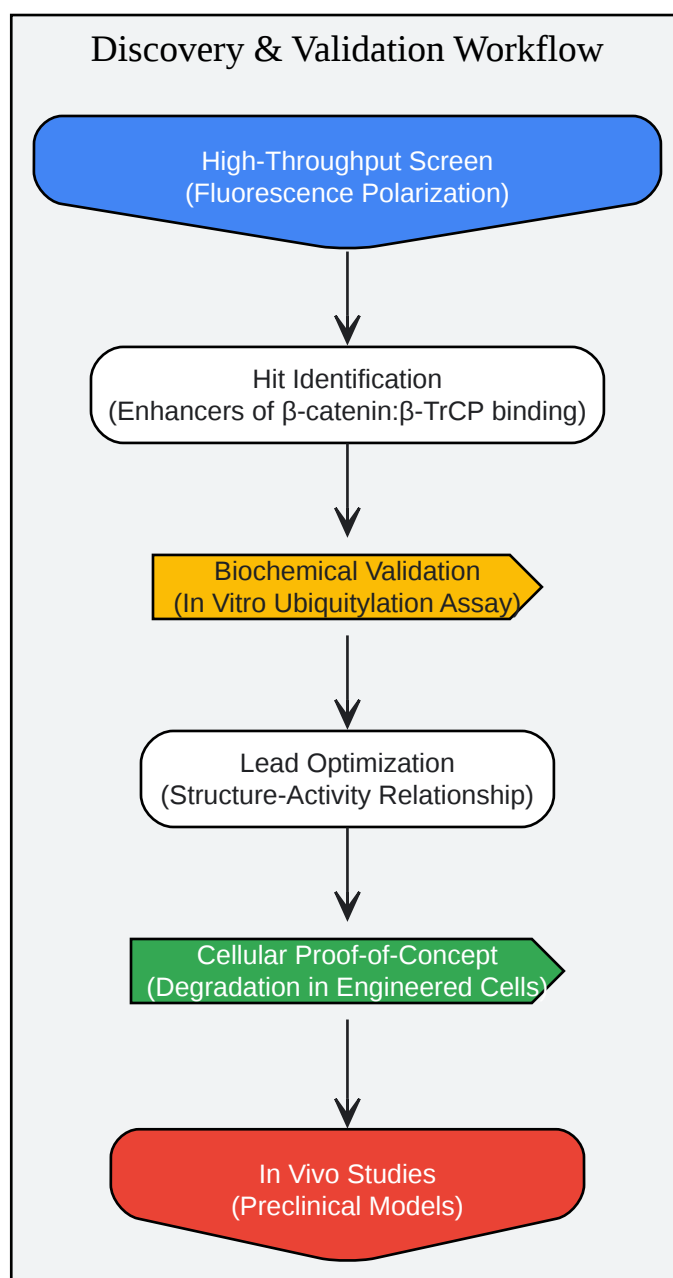 Discovery & Validation Workflow
High-Throughput Screen
(Fluorescence Polarization)
Hit Identification
(Enhancers of β-catenin:β-TrCP binding)
Biochemical Validation
(In Vitro Ubiquitylation Assay)
Lead Optimization
(Structure-Activity Relationship)
Cellular Proof-of-Concept
(Degradation in Engineered Cells)
In Vivo Studies
(Preclinical Models)